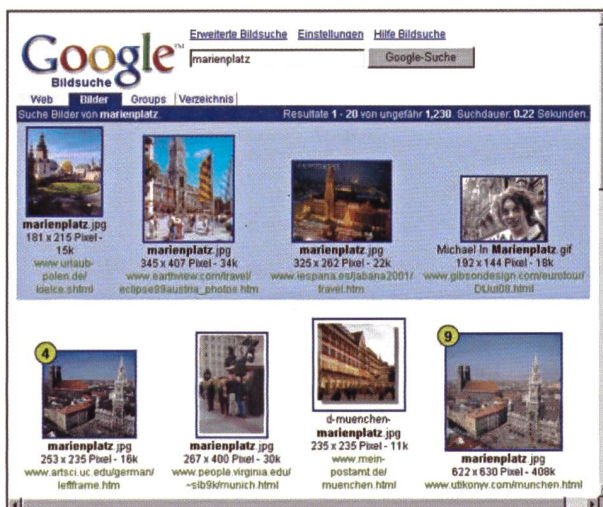 Google™
Bildsuche
Erweiterte Bildsuche Einstellungen Hilfe Bildsuche
marienplatz
Google-Suche
Web Bilder Groups Verzeichnis
Suche Bilder von marienplatz. Resultate 1 - 20 von ungefähr 1,230. Suchdauer: 0.22 Sekunden.
marienplatz.jpg
181 x 215 Pixel -
15k
www.urlaub-
polen.de/
kielce.shtml
marienplatz.jpg
345 x 407 Pixel - 34k
www.earthview.com/travel/
eclipse99austria_photos.htm
marienplatz.jpg
325 x 262 Pixel - 22k
www.iespana.es/jabana2001/
travel.htm
Michael In Marienplatz.gif
192 x 144 Pixel - 18k
www.gibsondesign.com/eurotour/
DUul08.html
4
marienplatz.jpg
253 x 235 Pixel - 16k
www.artsci.uc.edu/german/
leftframe.htm
marienplatz.jpg
267 x 400 Pixel - 30k
www.people.virginia.edu/
~slb9k/munich.html
d-muenchen-
marienplatz.jpg
235 x 235 Pixel - 11k
www.mein-
postamt.de/
muenchen.html
9
marienplatz.jpg
622 x 630 Pixel - 408k
www.utikonyv.com/munchen.html